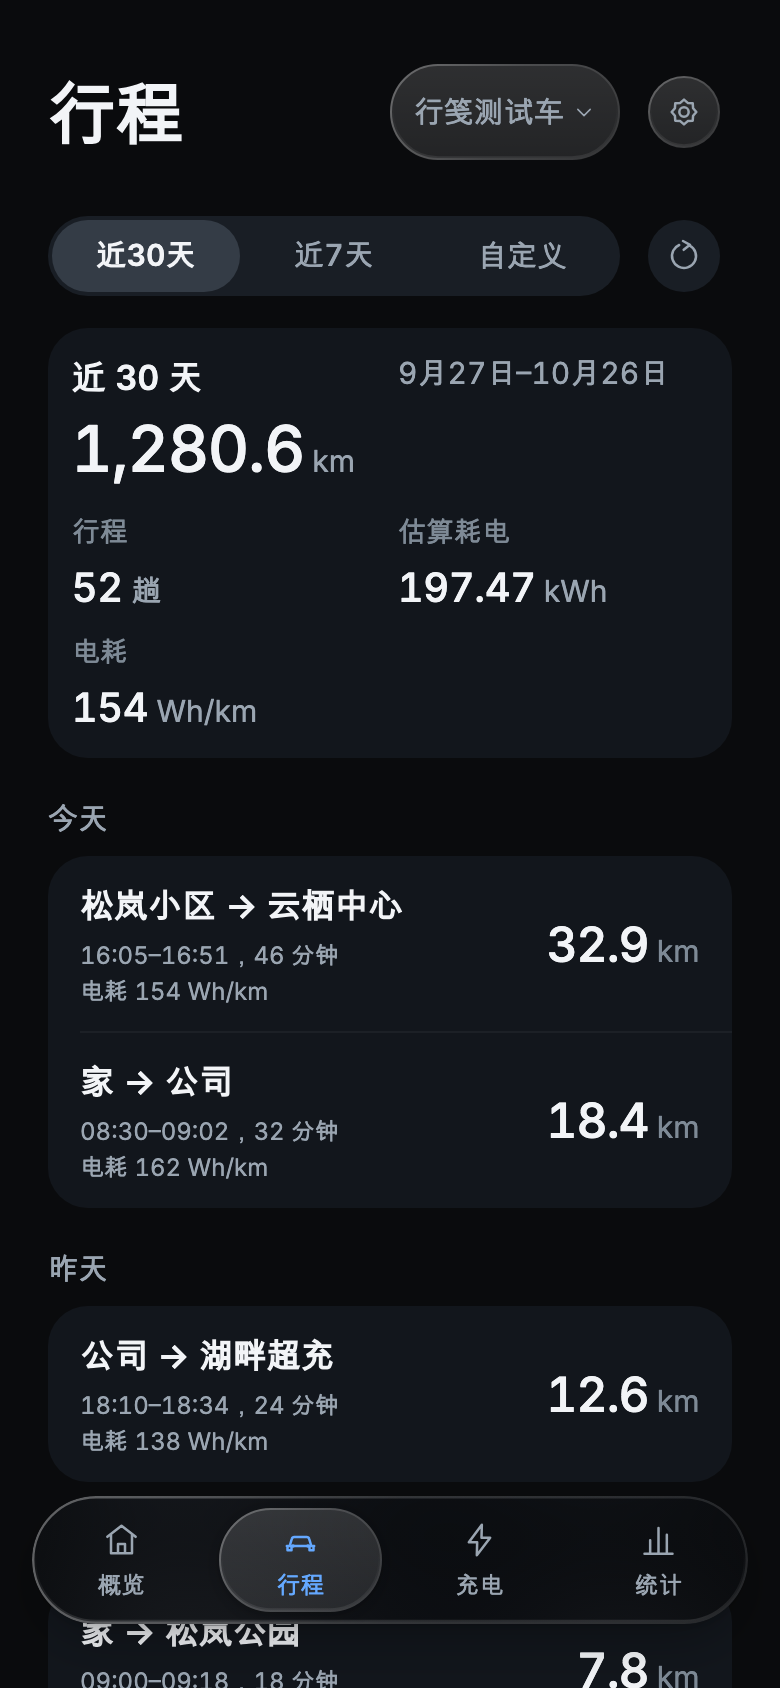 行程
行笺测试车
近30天
近7天
自定义
近 30 天
9月27日–10月26日
1,280.6 km
行程
估算耗电
52 趟
197.47 kWh
电耗
154 Wh/km
今天
松岚小区 → 云栖中心
16:05–16:51，46 分钟
电耗 154 Wh/km
32.9 km
家 → 公司
08:30–09:02，32 分钟
电耗 162 Wh/km
18.4 km
昨天
公司 → 湖畔超充
18:10–18:34，24 分钟
电耗 138 Wh/km
12.6 km
概览
行程
充电
统计
家 → 松岚公园
09:00–09:18，18 分钟
7.8 km